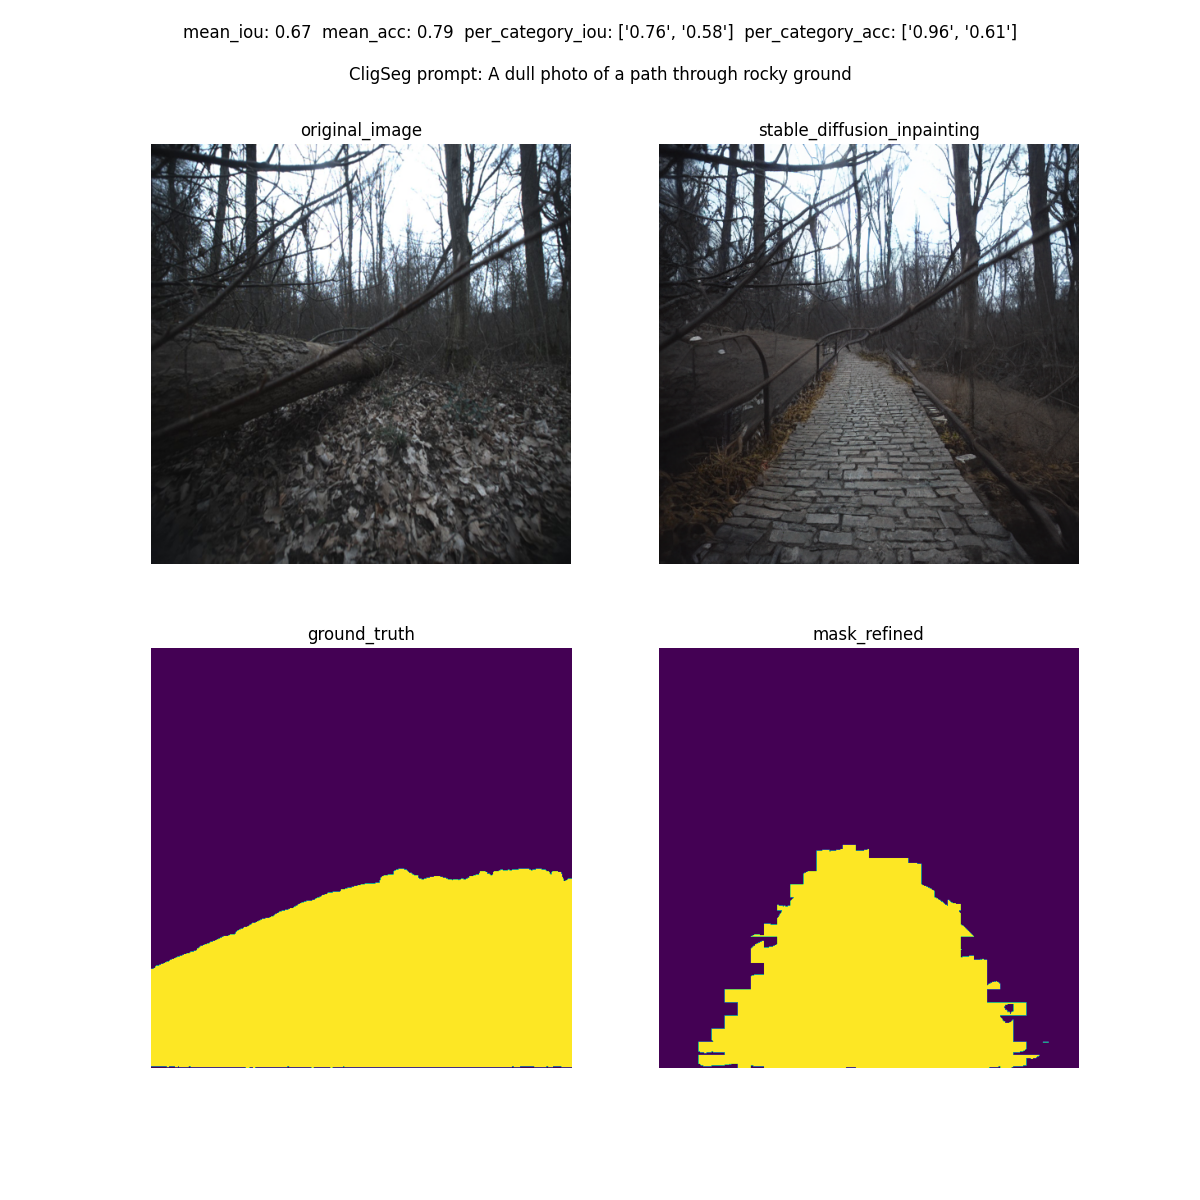 mean_iou: 0.67 mean_acc: 0.79 per_category_iou: ['0.76', '0.58'] per_category_acc: ['0.96', '0.61']
CligSeg prompt: A dull photo of a path through rocky ground
original_image
stable_diffusion_inpainting
ground_truth
mask_refined